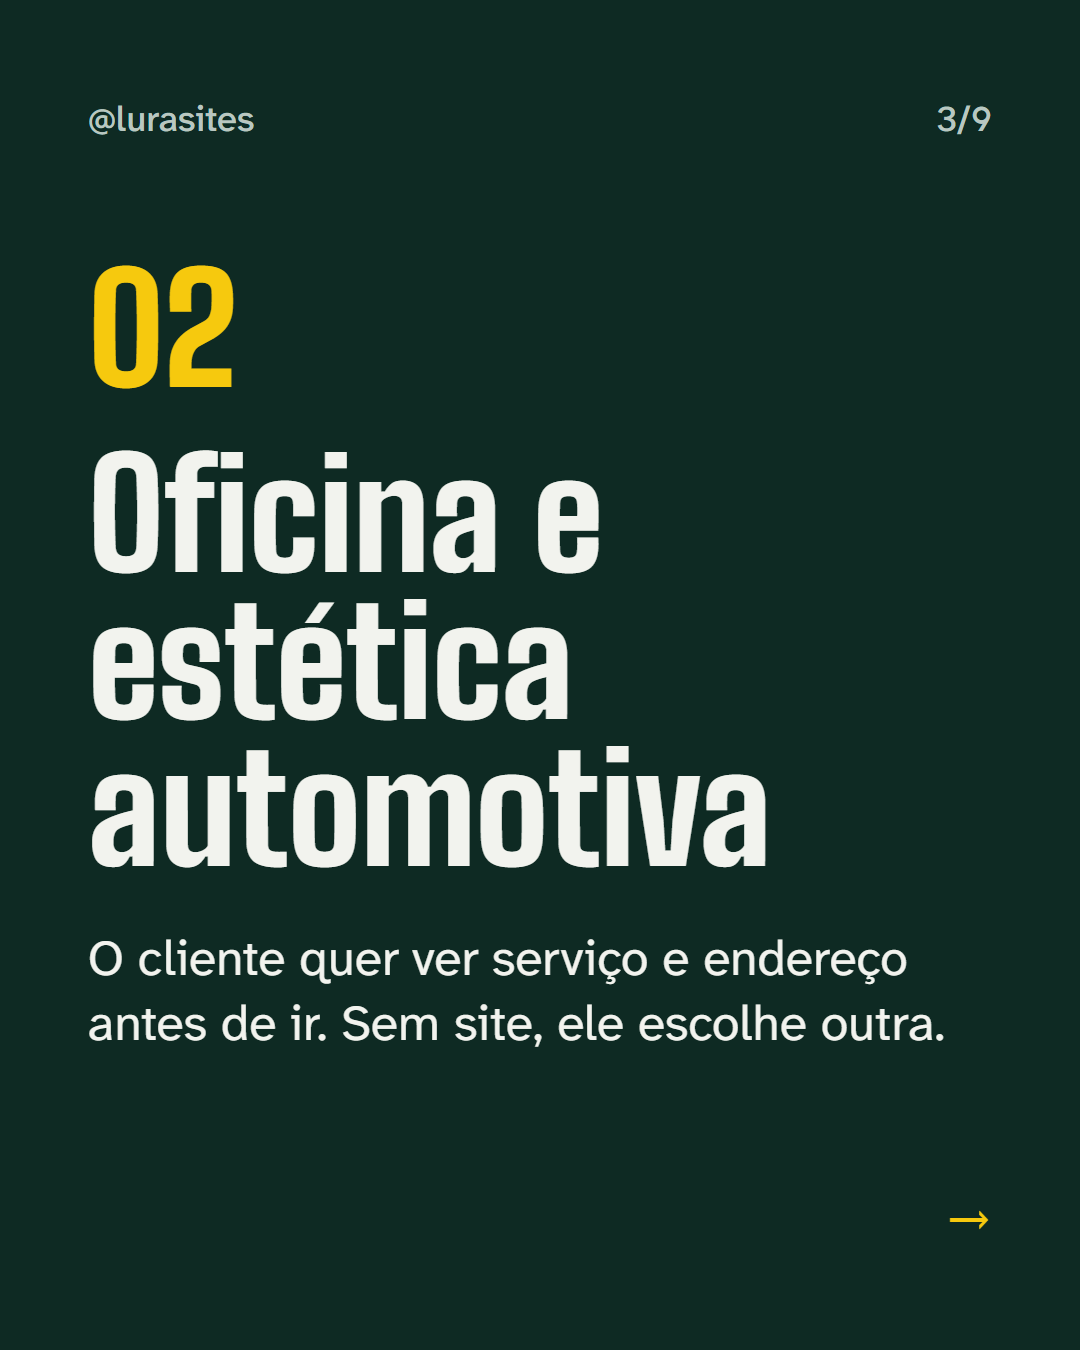 @lurasites
3/9
02
Oficina e
estética
automotiva
O cliente quer ver serviço e endereço
antes de ir. Sem site, ele escolhe outra.
→